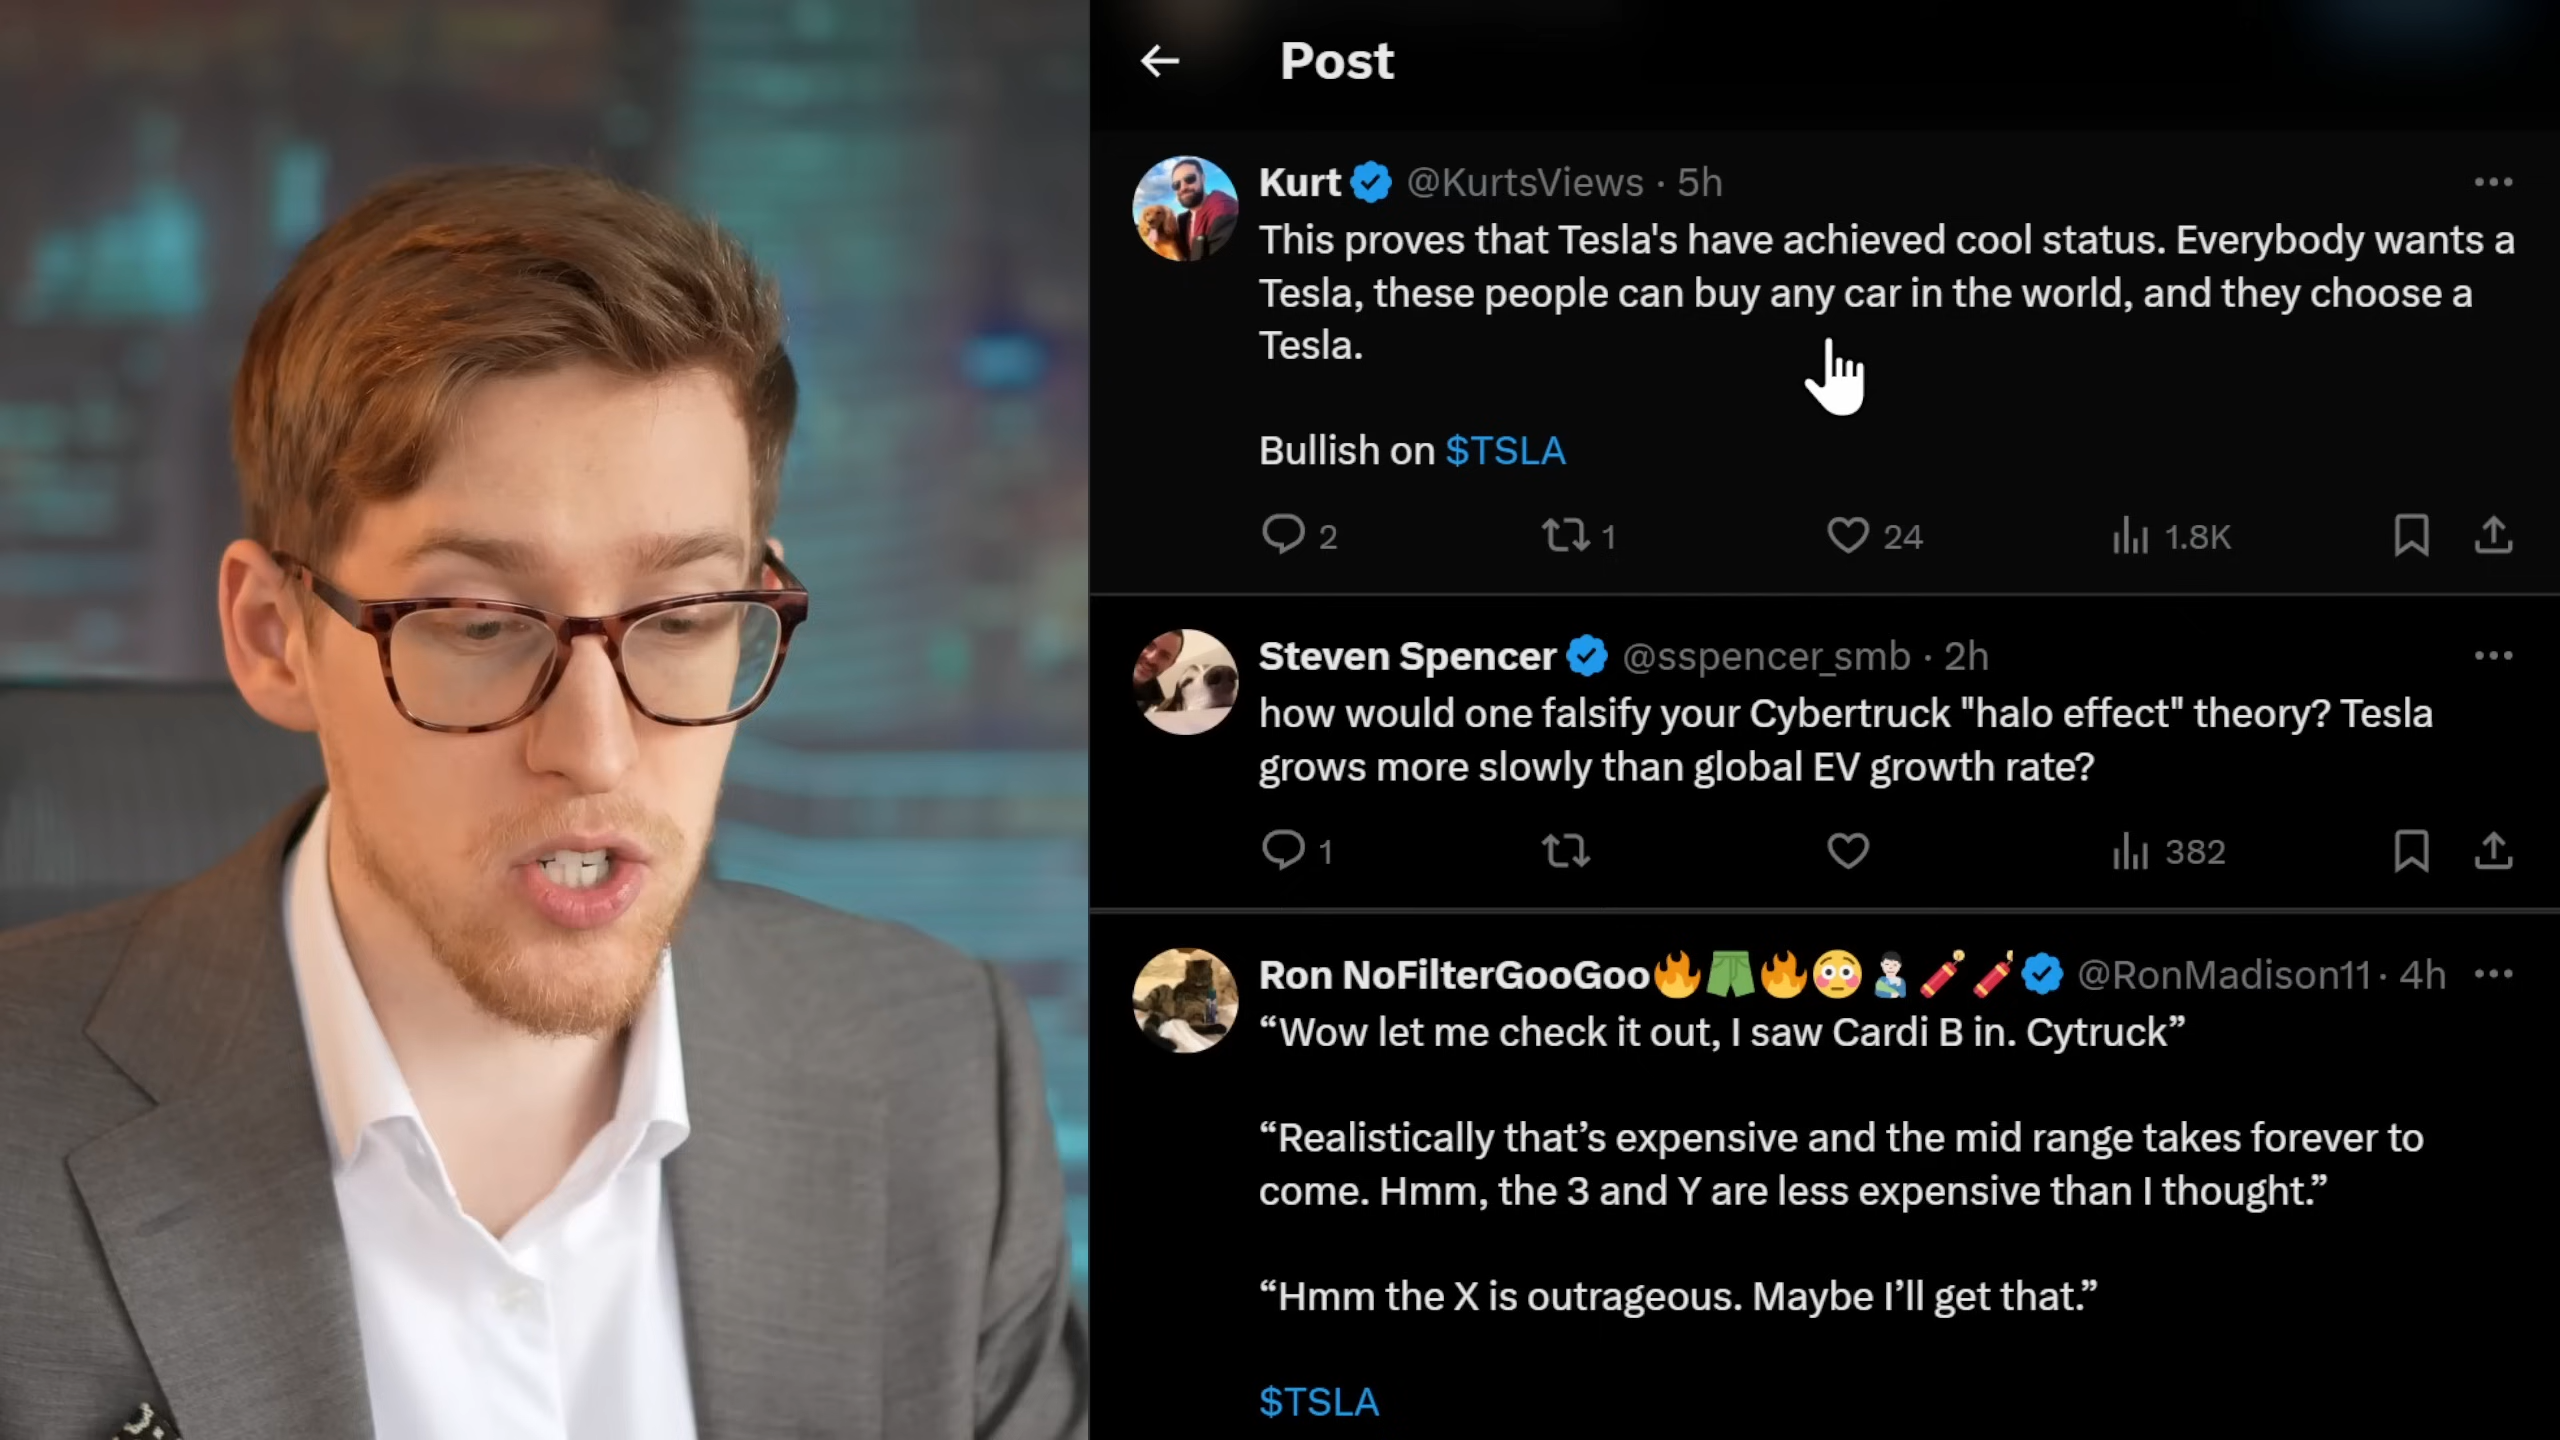 Post
Kurt @KurtsViews · 5h
This proves that Tesla's have achieved cool status. Everybody wants a
Tesla, these people can buy any car in the world, and they choose a
Tesla.
Bullish on $TSLA
2 1 24 1.8K
Steven Spencer @sspencer_smb · 2h
how would one falsify your Cybertruck "halo effect" theory? Tesla
grows more slowly than global EV growth rate?
1 382
Ron NoFilterGooGoo🔥🩳🔥😳🤱🏻🧨🧨 @RonMadison11 · 4h
“Wow let me check it out, I saw Cardi B in. Cytruck”
“Realistically that’s expensive and the mid range takes forever to
come. Hmm, the 3 and Y are less expensive than I thought.”
“Hmm the X is outrageous. Maybe I’ll get that.”
$TSLA